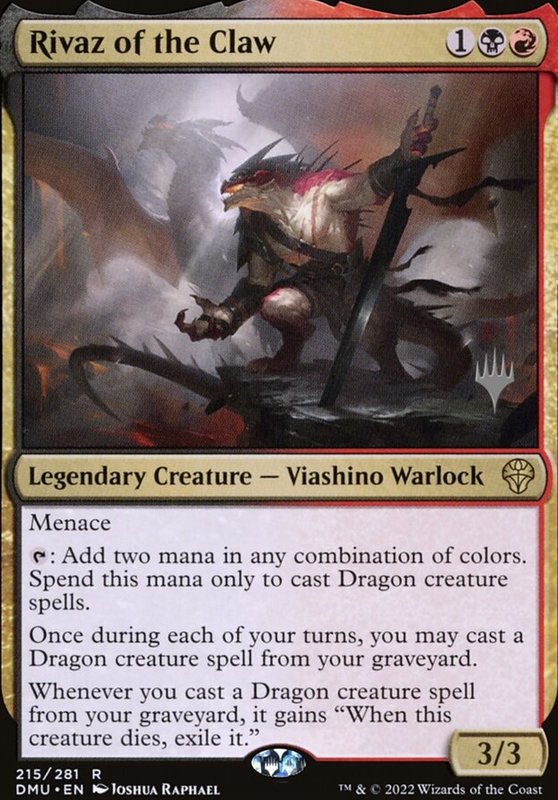 Rivaz of the Claw
1
Legendary Creature — Viashino Warlock
Menace
: Add two mana in any combination of colors.
Spend this mana only to cast Dragon creature
spells.
Once during each of your turns, you may cast a
Dragon creature spell from your graveyard.
Whenever you cast a Dragon creature spell
from your graveyard, it gains “When this
creature dies, exile it.”
3/3
215/281 R
DMU • EN Joshua Raphael
™ & © 2022 Wizards of the Coast